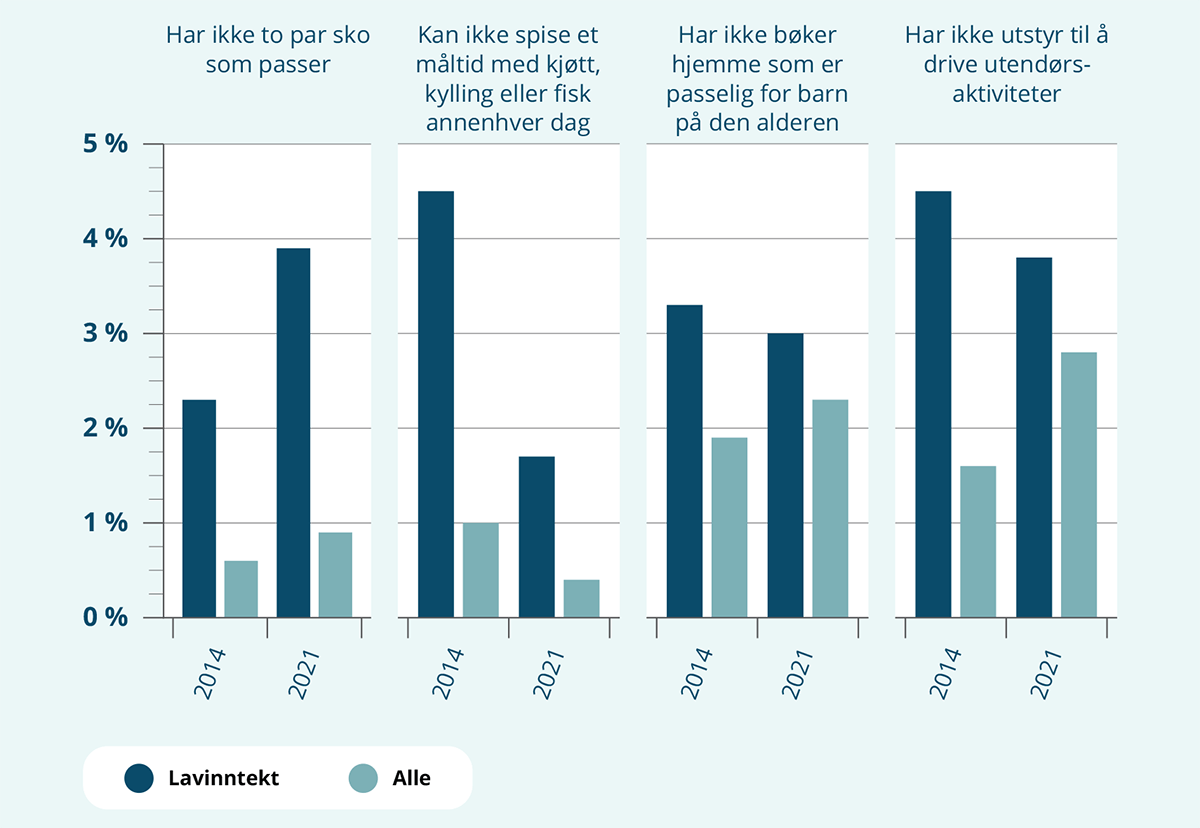 Har ikke to par sko
som passer
Kan ikke spise et
måltid med kjøtt,
kylling eller fisk
annenhver dag
Har ikke bøker
hjemme som er
passelig for barn
på den alderen
Har ikke utstyr til å
drive utendørs-
aktiviteter
5 %
4 %
3 %
2 %
1 %
0 %
2014
2021
2014
2021
2014
2021
2014
2021
Lavinntekt
Alle